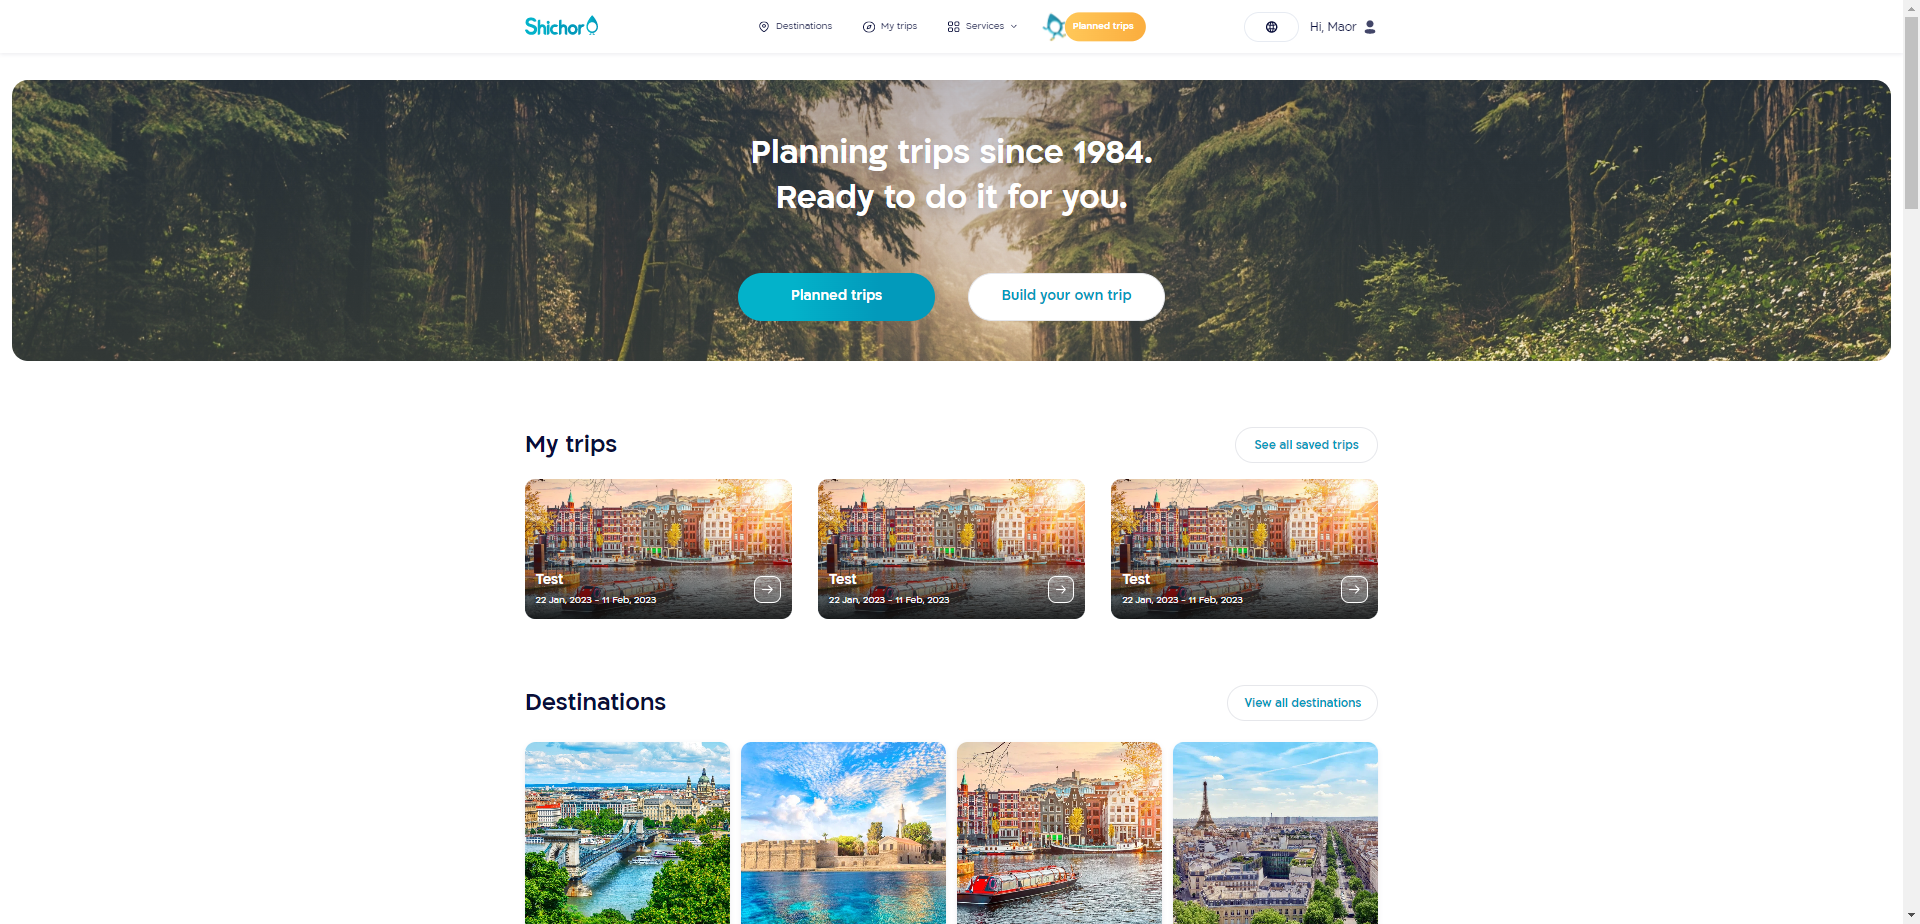 Shichor
Destinations
My trips
Services
Planned trips
Hi, Maor
Planning trips since 1984.
Ready to do it for you.
Planned trips
Build your own trip
My trips
See all saved trips
Test
22 Jan, 2023 - 11 Feb, 2023
Test
22 Jan, 2023 - 11 Feb, 2023
Test
22 Jan, 2023 - 11 Feb, 2023
Destinations
View all destinations